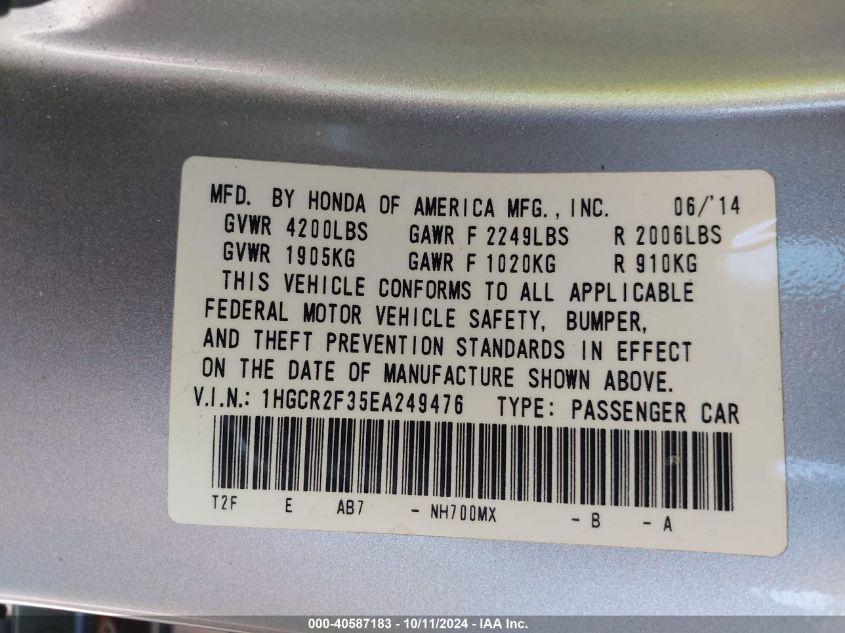 MFD. BY HONDA OF AMERICA MFG., INC. 06/'14
GVWR 4200LBS GAWR F 2249LBS R 2006LBS
GVWR 1905KG GAWR F 1020KG R 910KG
THIS VEHICLE CONFORMS TO ALL APPLICABLE
FEDERAL MOTOR VEHICLE SAFETY, BUMPER,
AND THEFT PREVENTION STANDARDS IN EFFECT
ON THE DATE OF MANUFACTURE SHOWN ABOVE.
V.I.N.: 1HGCR2F35EA249476 TYPE: PASSENGER CAR
T2F E AB7 - NH700MX - B - A
000-40587183 - 10/11/2024 - IAA Inc.